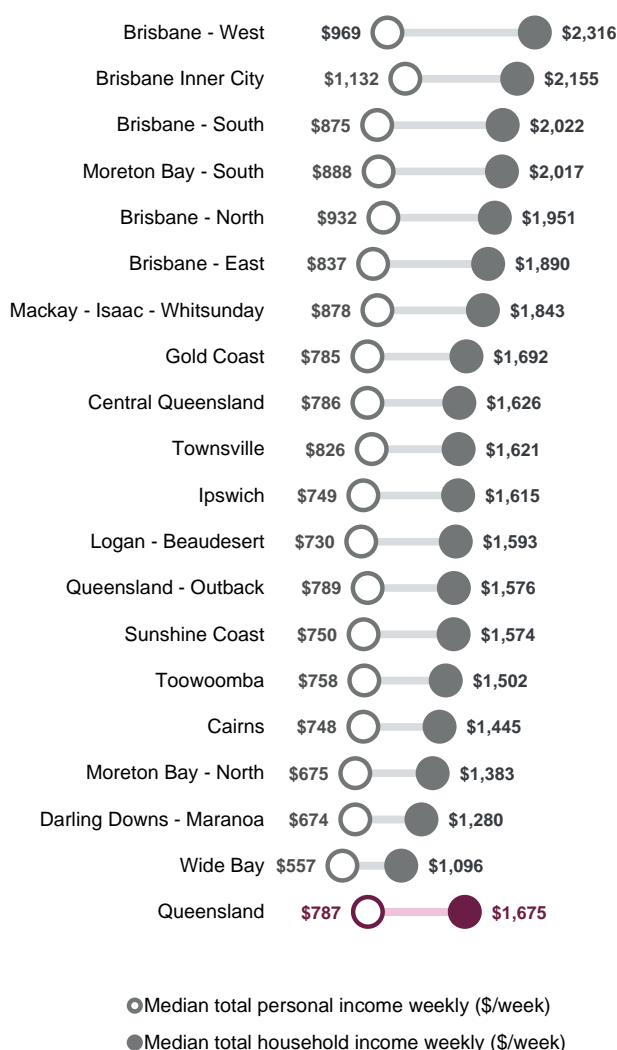 Brisbane - West $969 $2,316
Brisbane Inner City $1,132 $2,155
Brisbane - South $875 $2,022
Moreton Bay - South $888 $2,017
Brisbane - North $932 $1,951
Brisbane - East $837 $1,890
Mackay - Isaac - Whitsunday $878 $1,843
Gold Coast $785 $1,692
Central Queensland $786 $1,626
Townsville $826 $1,621
Ipswich $749 $1,615
Logan - Beaudesert $730 $1,593
Queensland - Outback $789 $1,576
Sunshine Coast $750 $1,574
Toowoomba $758 $1,502
Cairns $748 $1,445
Moreton Bay - North $675 $1,383
Darling Downs - Maranoa $674 $1,280
Wide Bay $557 $1,096
Queensland $787 $1,675
Median total personal income weekly ($/week)
Median total household income weekly ($/week)